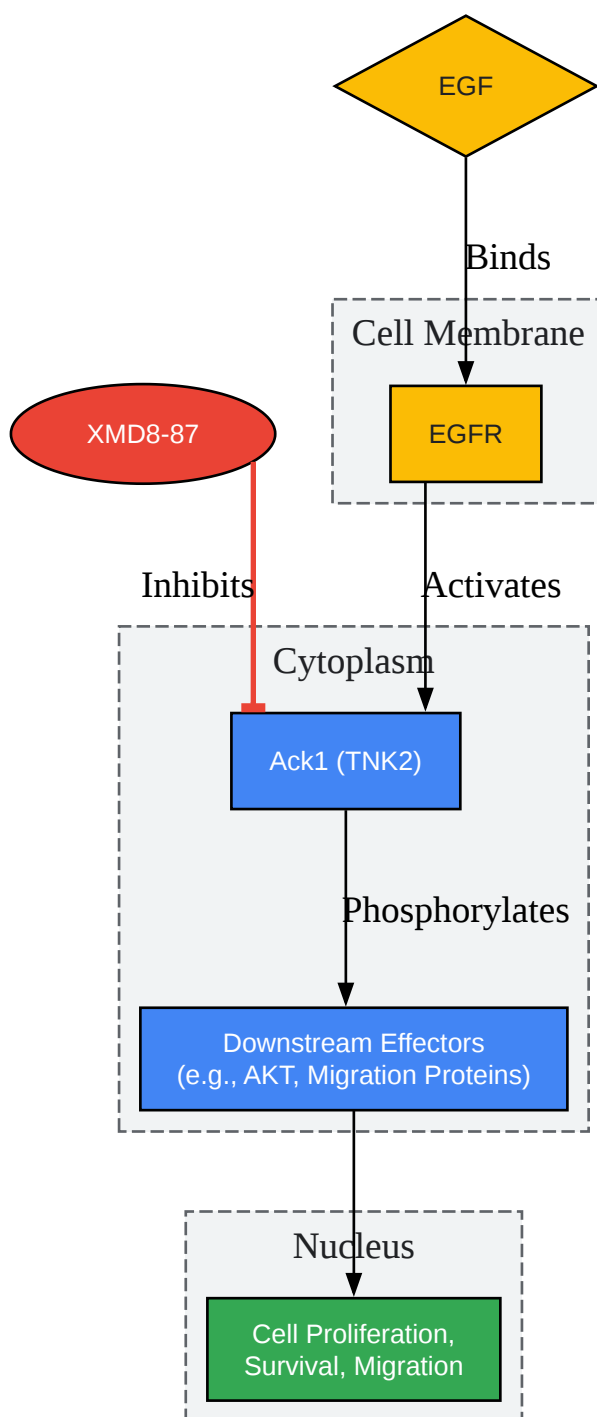 EGF
Binds
Cell Membrane
XMD8-87
EGFR
Inhibits
Activates
Cytoplasm
Ack1 (TNK2)
Phosphorylates
Downstream Effectors
(e.g., AKT, Migration Proteins)
Nucleus
Cell Proliferation,
Survival, Migration